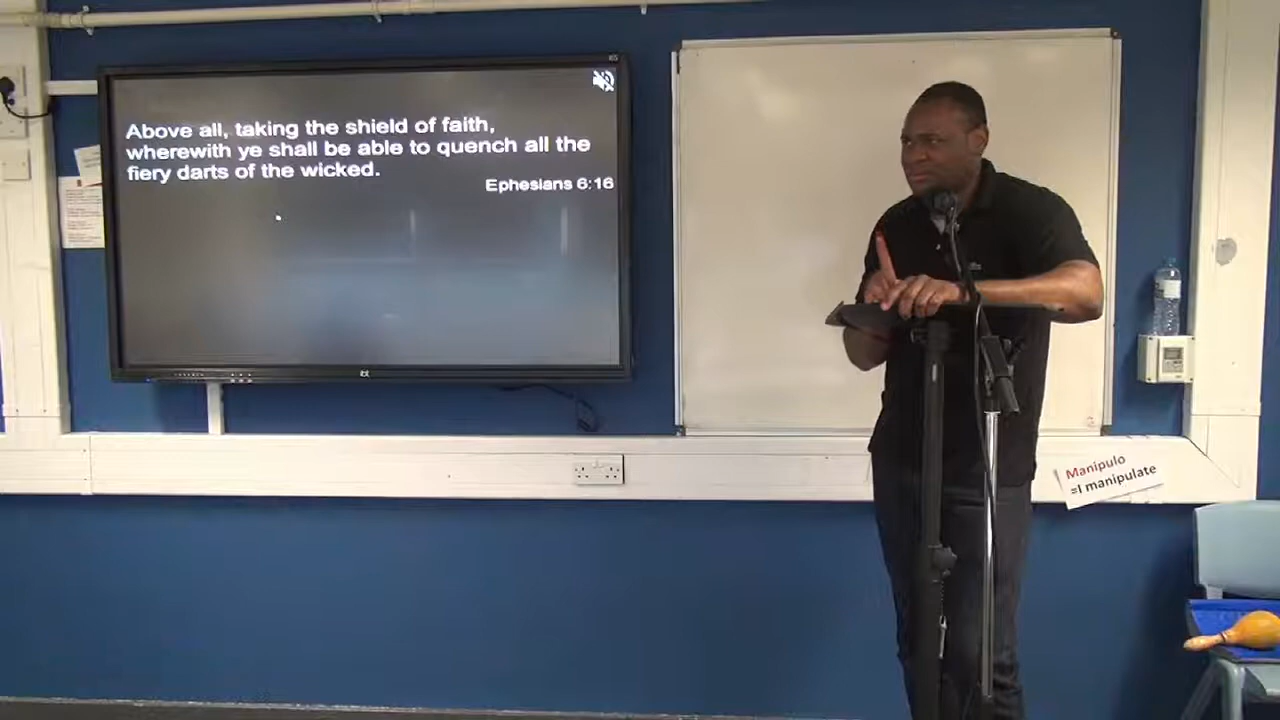 Above all, taking the shield of faith,
wherewith ye shall be able to quench all the
fiery darts of the wicked.
Ephesians 6:16
Manipulo
=I manipulate